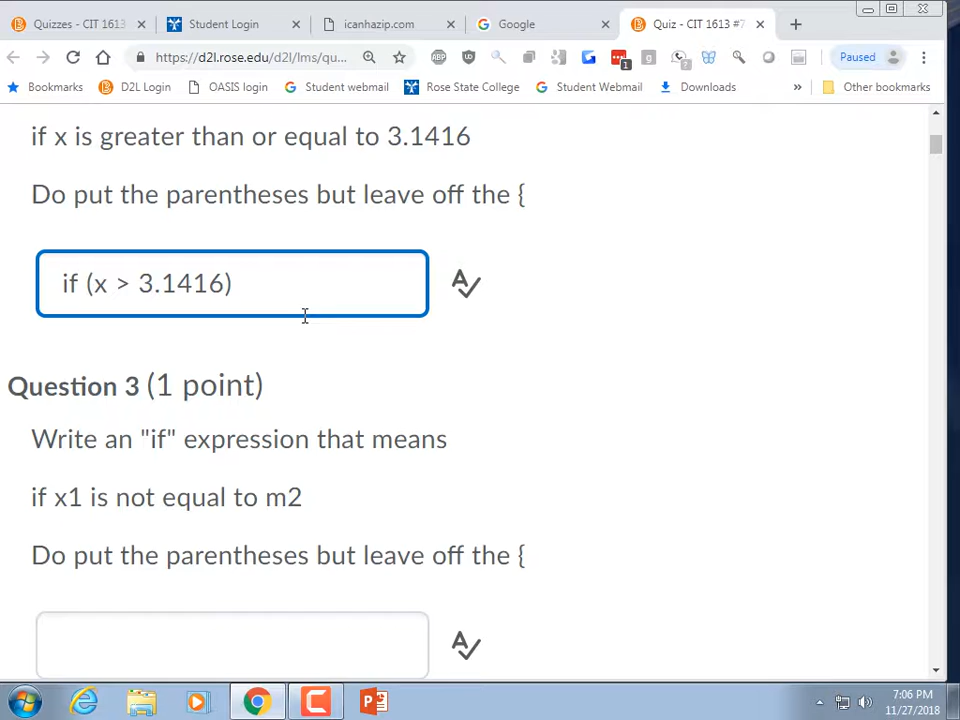 Quizzes - CIT 1613
Student Login
icanhazip.com
Google
Quiz - CIT 1613 #7
https://d2l.rose.edu/d2l/lms/qu...
Paused
Bookmarks
D2L Login
OASIS login
Student webmail
Rose State College
Student Webmail
Downloads
Other bookmarks
if x is greater than or equal to 3.1416
Do put the parentheses but leave off the {
if (x > 3.1416)
Question 3 (1 point)
Write an "if" expression that means
if x1 is not equal to m2
Do put the parentheses but leave off the {
7:06 PM
11/27/2018